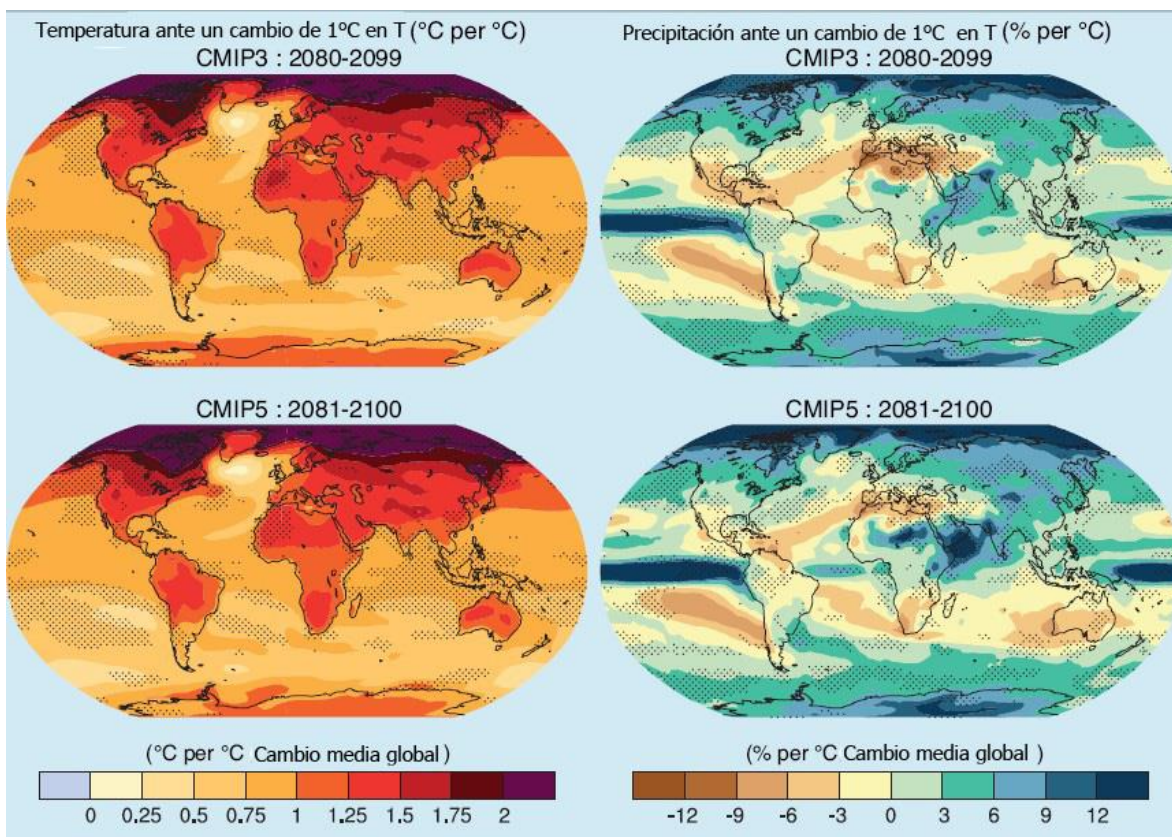 Temperatura ante un cambio de 1ºC en T (°C per °C)
CMIP3 : 2080-2099
Precipitación ante un cambio de 1ºC en T (% per °C)
CMIP3 : 2080-2099
CMIP5 : 2081-2100
CMIP5 : 2081-2100
(°C per °C Cambio media global )
0 0.25 0.5 0.75 1 1.25 1.5 1.75 2
(% per °C Cambio media global )
-12 -9 -6 -3 0 3 6 9 12